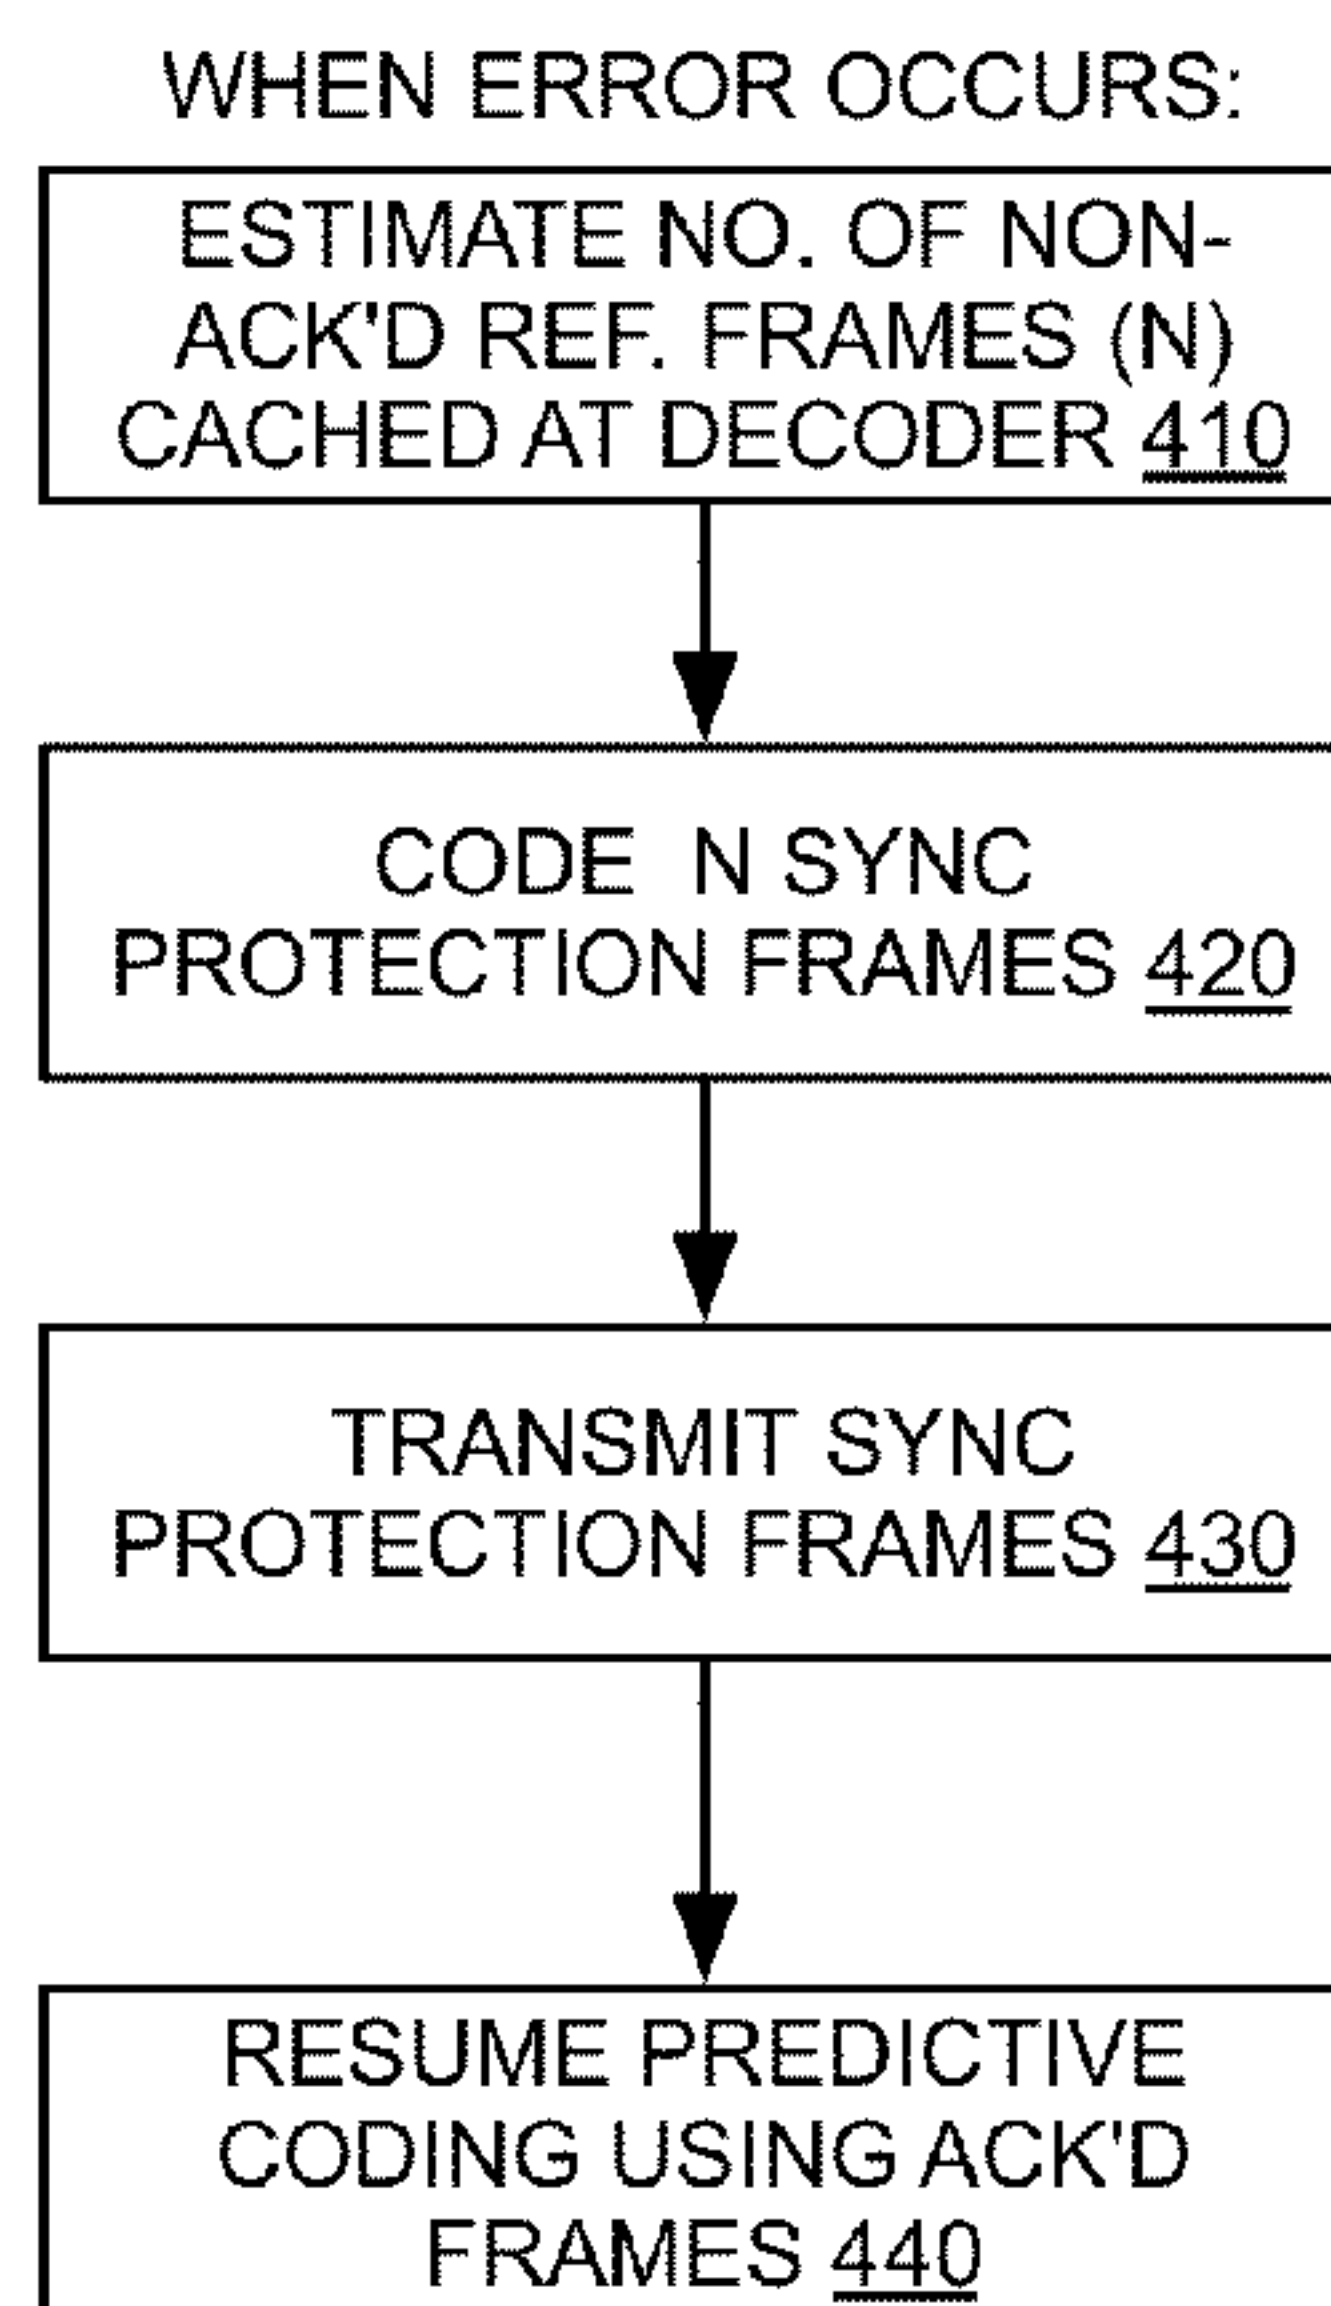 WHEN ERROR OCCURS:
ESTIMATE NO. OF NON-
ACK'D REF. FRAMES (N)
CACHED AT DECODER 410
CODE N SYNC
PROTECTION FRAMES 420
TRANSMIT SYNC
PROTECTION FRAMES 430
RESUME PREDICTIVE
CODING USING ACK'D
FRAMES 440